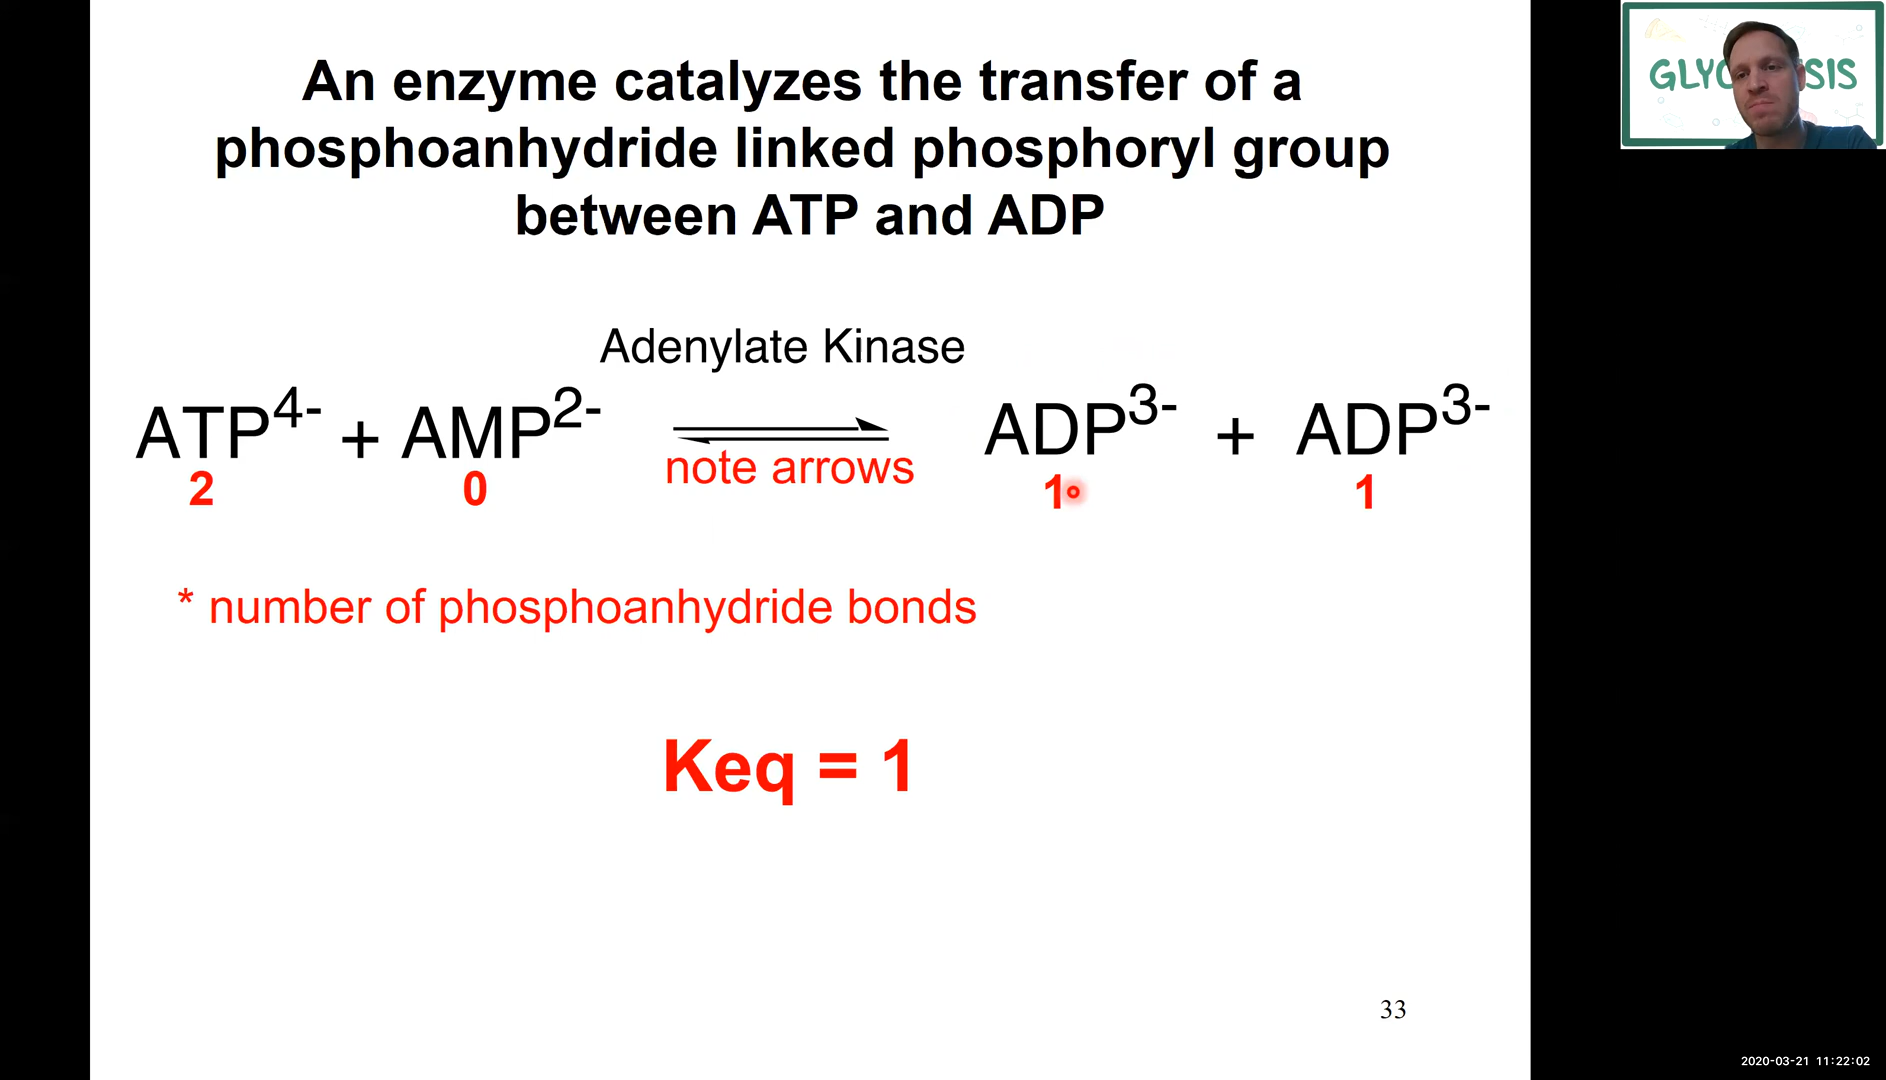 An enzyme catalyzes the transfer of a
phosphoanhydride linked phosphoryl group
between ATP and ADP
Adenylate Kinase
ATP4- + AMP2- ADP3- + ADP3-
note arrows
2 0 1 1
* number of phosphoanhydride bonds
Keq = 1
33
2020-03-21 11:22:02